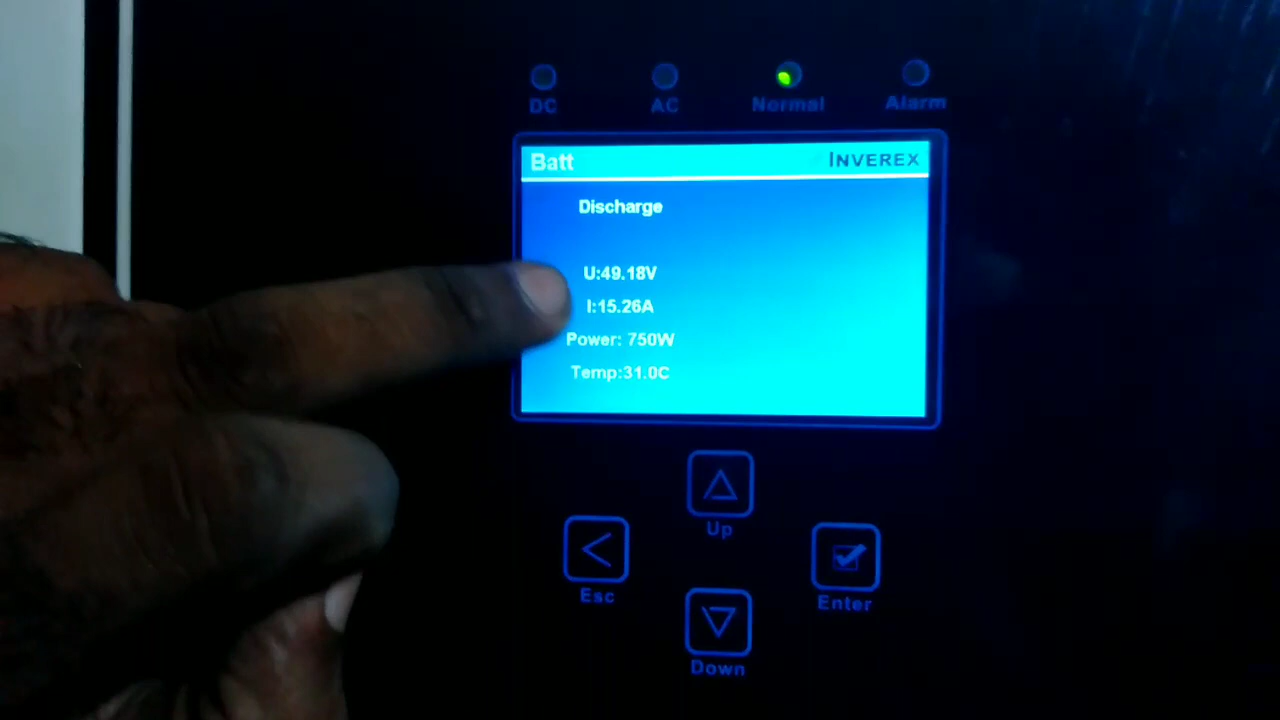 DC AC Normal Alarm
Batt INVEREX
Discharge
U:49.18V
I:15.26A
Power: 750W
Temp:31.0C
Up
Esc
Enter
Down